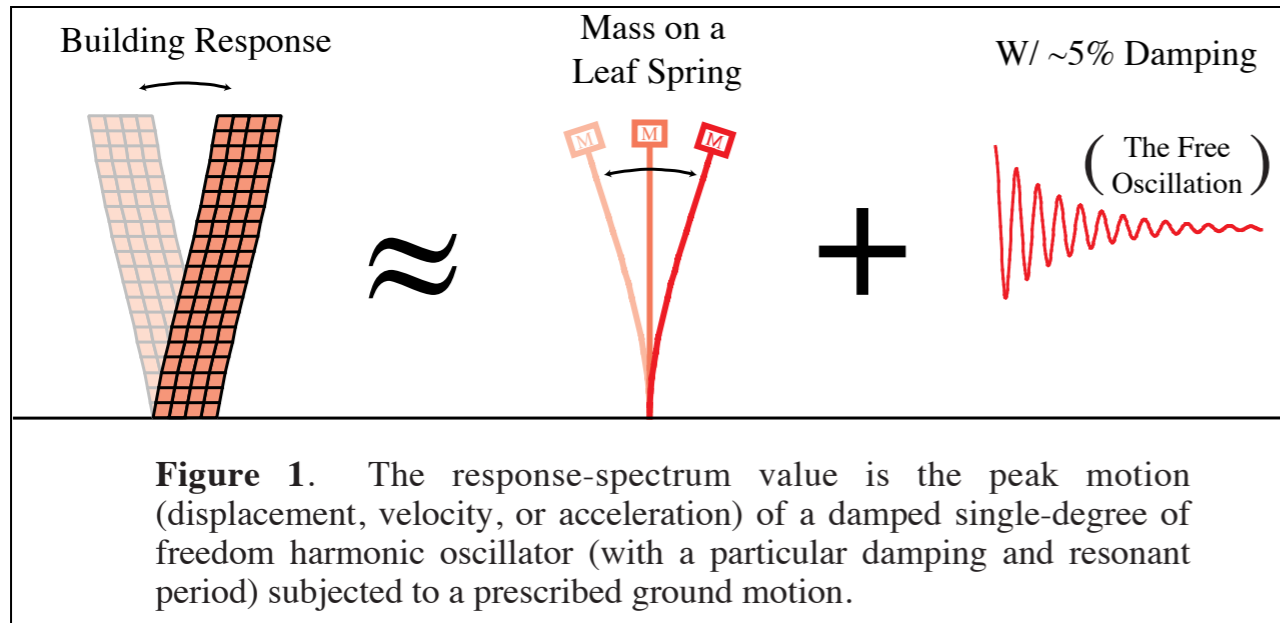 Building Response
Mass on a
Leaf Spring
W/ ~5% Damping
M M M
( The Free
Oscillation )
≈
+
Figure 1. The response-spectrum value is the peak motion
(displacement, velocity, or acceleration) of a damped single-degree of
freedom harmonic oscillator (with a particular damping and resonant
period) subjected to a prescribed ground motion.